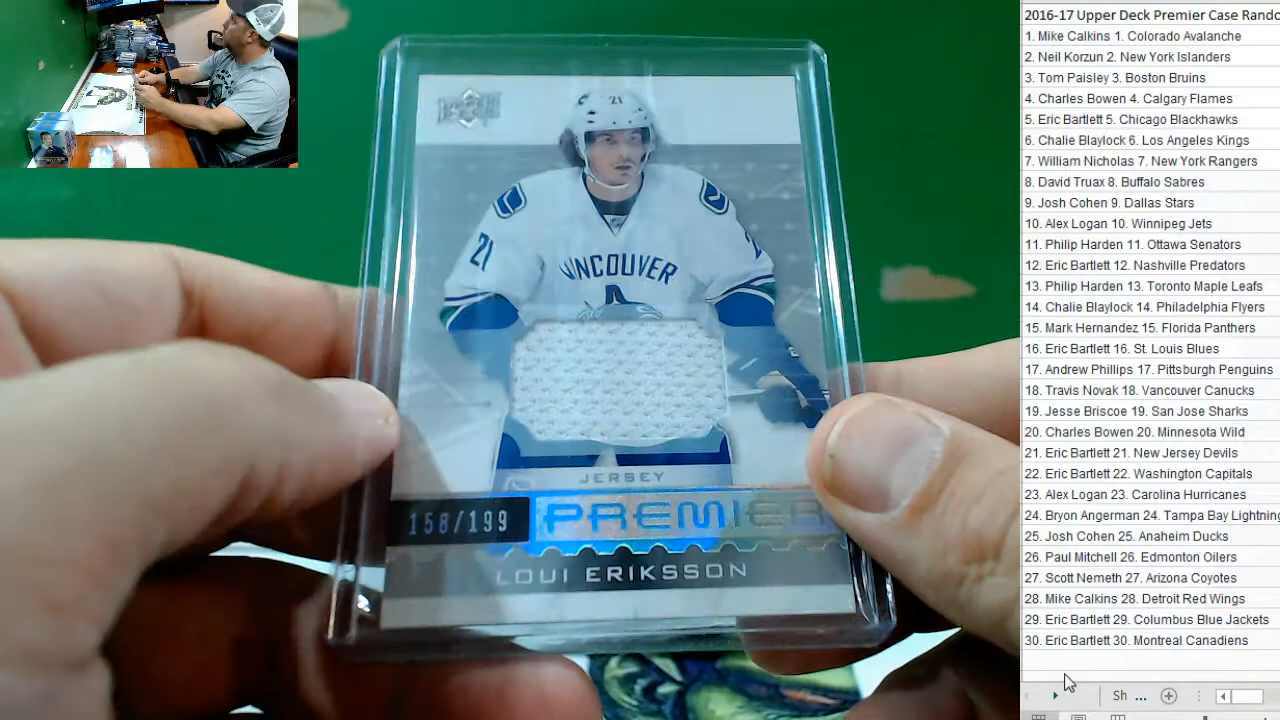 21
21
2
VANCOUVER
JERSEY
158/199
PREMIER
LOUI ERIKSSON
2016-17 Upper Deck Premier Case Rando
1. Mike Calkins 1. Colorado Avalanche
2. Neil Korzun 2. New York Islanders
3. Tom Paisley 3. Boston Bruins
4. Charles Bowen 4. Calgary Flames
5. Eric Bartlett 5. Chicago Blackhawks
6. Chalie Blaylock 6. Los Angeles Kings
7. William Nicholas 7. New York Rangers
8. David Truax 8. Buffalo Sabres
9. Josh Cohen 9. Dallas Stars
10. Alex Logan 10. Winnipeg Jets
11. Philip Harden 11. Ottawa Senators
12. Eric Bartlett 12. Nashville Predators
13. Philip Harden 13. Toronto Maple Leafs
14. Chalie Blaylock 14. Philadelphia Flyers
15. Mark Hernandez 15. Florida Panthers
16. Eric Bartlett 16. St. Louis Blues
17. Andrew Phillips 17. Pittsburgh Penguins
18. Travis Novak 18. Vancouver Canucks
19. Jesse Briscoe 19. San Jose Sharks
20. Charles Bowen 20. Minnesota Wild
21. Eric Bartlett 21. New Jersey Devils
22. Eric Bartlett 22. Washington Capitals
23. Alex Logan 23. Carolina Hurricanes
24. Bryon Angerman 24. Tampa Bay Lightning
25. Josh Cohen 25. Anaheim Ducks
26. Paul Mitchell 26. Edmonton Oilers
27. Scott Nemeth 27. Arizona Coyotes
28. Mike Calkins 28. Detroit Red Wings
29. Eric Bartlett 29. Columbus Blue Jackets
30. Eric Bartlett 30. Montreal Canadiens
Sh ...